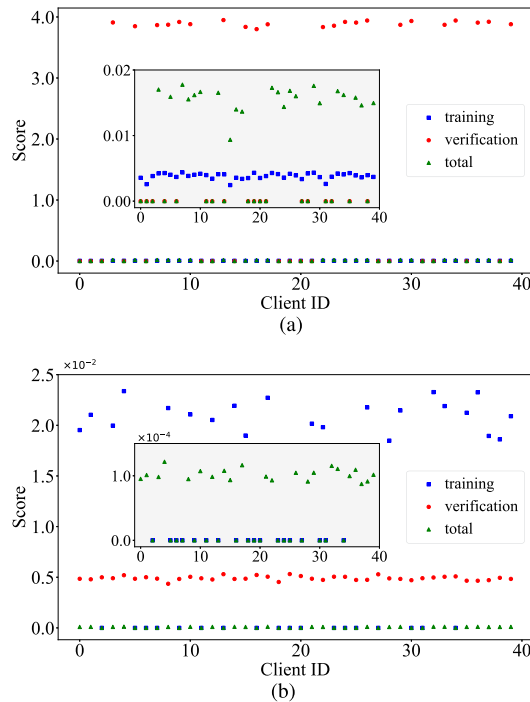 4.0
3.0
2.0
1.0
0.0
Score
0.02
0.01
0.00
0 10 20 30 40
training
verification
total
0 20 40
Client ID
(a)
×10⁻²
2.5
2.0
1.5
1.0
0.5
0.0
Score
×10⁻⁴
1.0
0.0
0 10 20 30 40
training
verification
total
0 20 30 40
Client ID
(b)